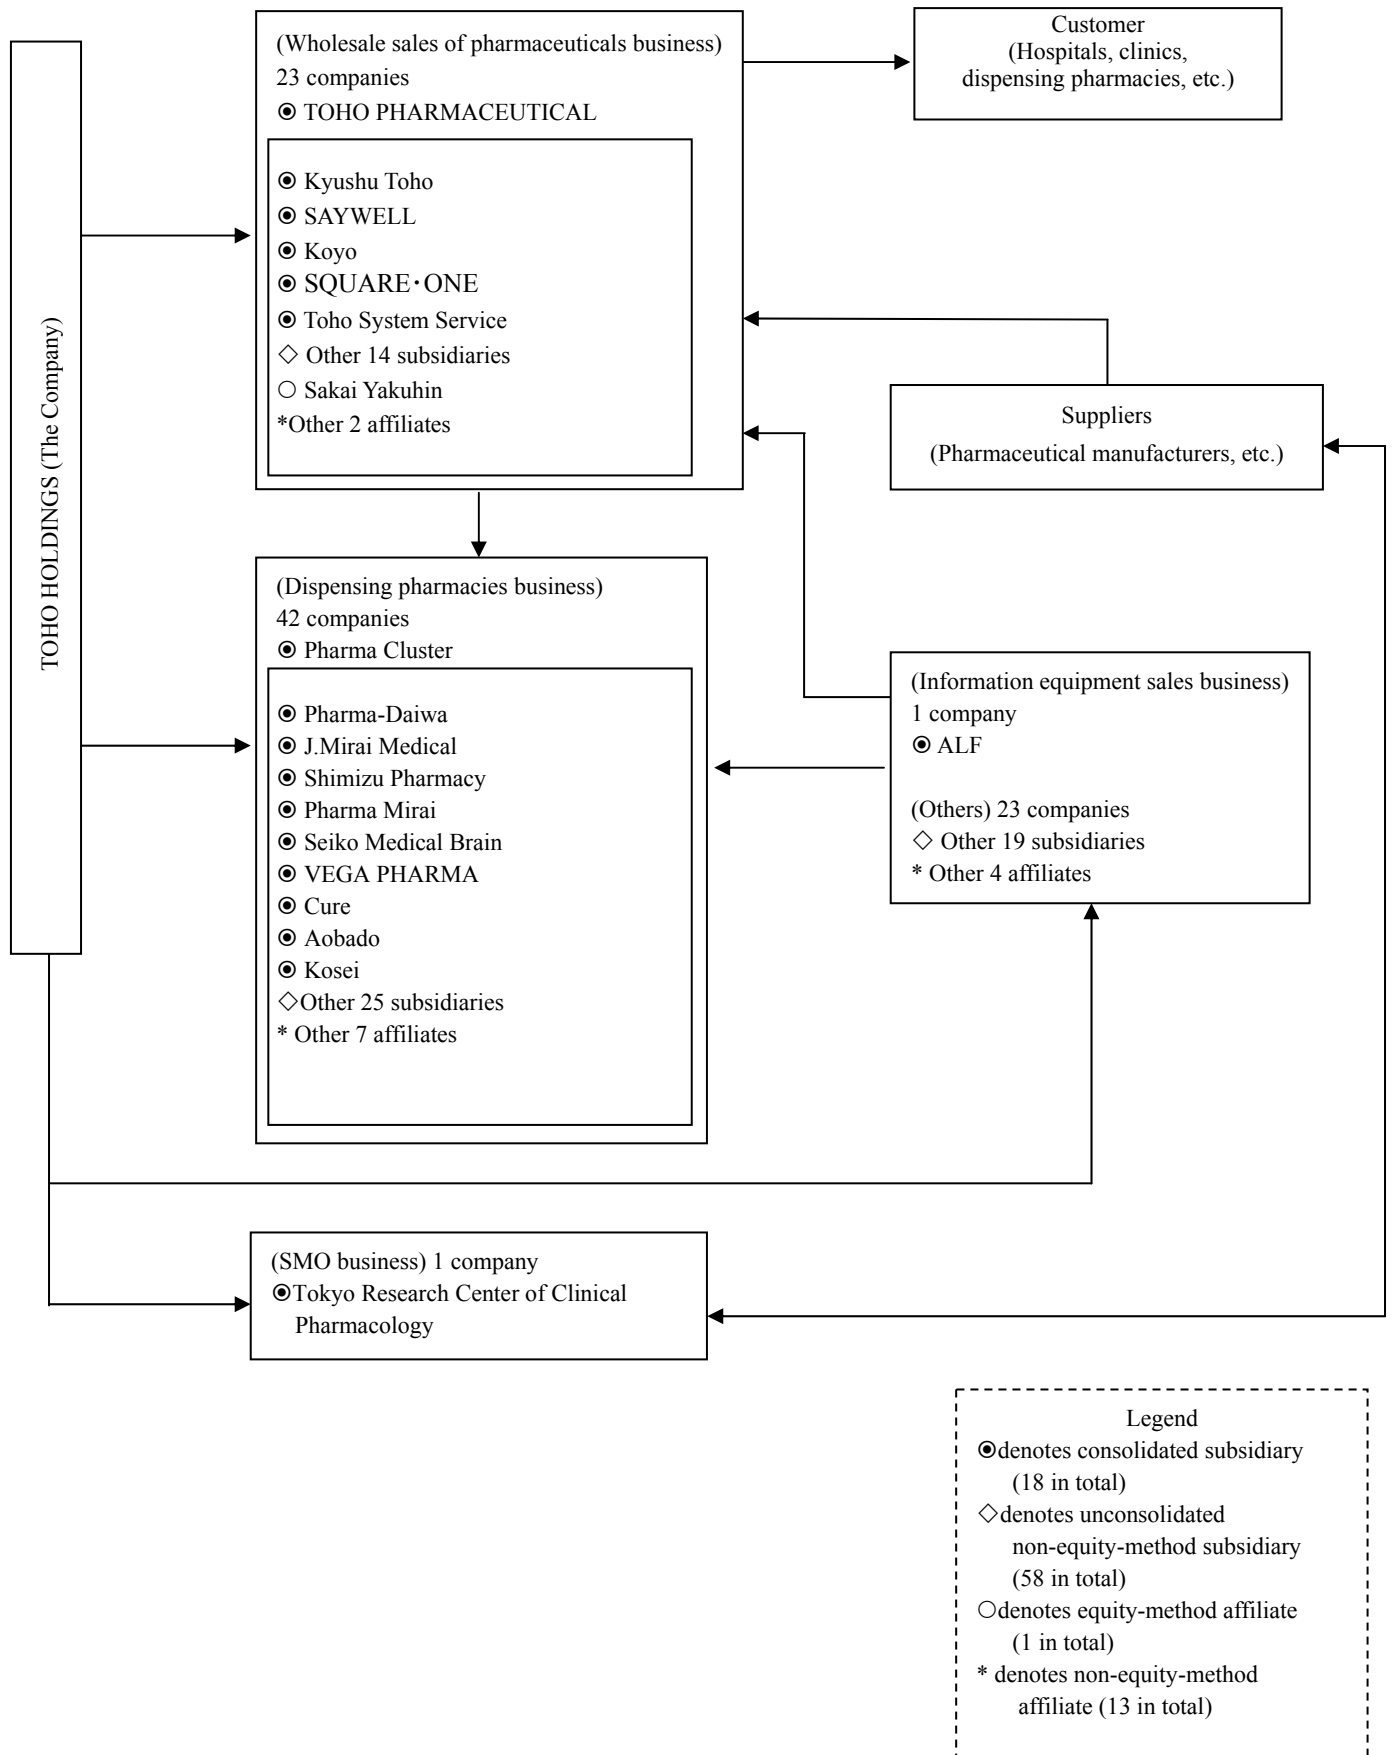 TOHO HOLDINGS (The Company)
(Wholesale sales of pharmaceuticals business)
23 companies
◉ TOHO PHARMACEUTICAL
◉ Kyushu Toho
◉ SAYWELL
◉ Koyo
◉ SQUARE・ONE
◉ Toho System Service
◇ Other 14 subsidiaries
○ Sakai Yakuhin
*Other 2 affiliates
Customer
(Hospitals, clinics,
dispensing pharmacies, etc.)
Suppliers
(Pharmaceutical manufacturers, etc.)
(Dispensing pharmacies business)
42 companies
◉ Pharma Cluster
◉ Pharma-Daiwa
◉ J.Mirai Medical
◉ Shimizu Pharmacy
◉ Pharma Mirai
◉ Seiko Medical Brain
◉ VEGA PHARMA
◉ Cure
◉ Aobado
◉ Kosei
◇Other 25 subsidiaries
* Other 7 affiliates
(Information equipment sales business)
1 company
◉ ALF
(Others) 23 companies
◇ Other 19 subsidiaries
* Other 4 affiliates
(SMO business) 1 company
◉Tokyo Research Center of Clinical
Pharmacology
Legend
◉denotes consolidated subsidiary
(18 in total)
◇denotes unconsolidated
non-equity-method subsidiary
(58 in total)
○denotes equity-method affiliate
(1 in total)
* denotes non-equity-method
affiliate (13 in total)